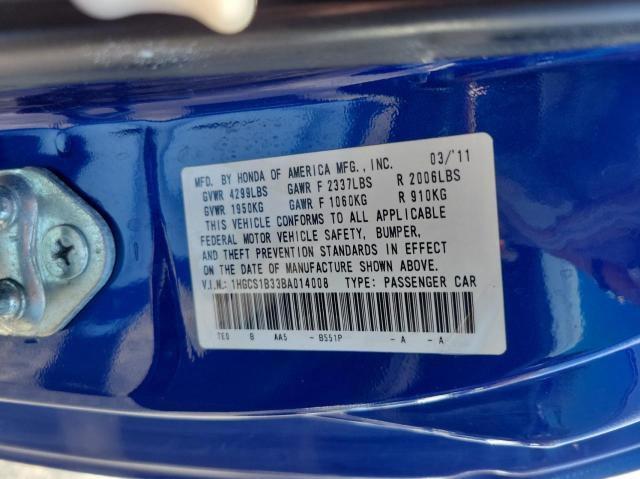 MFD. BY HONDA OF AMERICA MFG., INC. 03/'11
GVWR 4299LBS GAWR F 2337LBS R 2006LBS
GVWR 1950KG GAWR F 1060KG R 910KG
THIS VEHICLE CONFORMS TO ALL APPLICABLE
FEDERAL MOTOR VEHICLE SAFETY, BUMPER,
AND THEFT PREVENTION STANDARDS IN EFFECT
ON THE DATE OF MANUFACTURE SHOWN ABOVE.
V.I.N.: 1HGCS1B33BA014008 TYPE: PASSENGER CAR
TE0 B AA5 - B551P - A - A